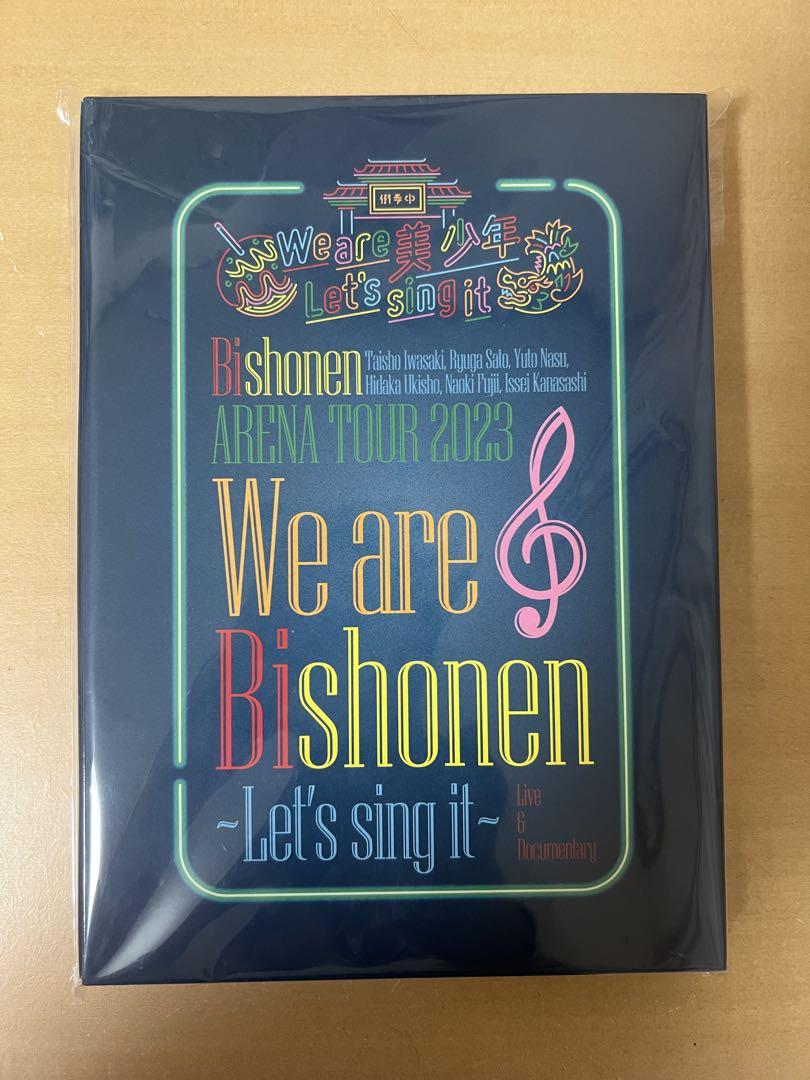 We are 美少年
Let's sing it
Bishonen
Taisho Iwasaki, Ryuga Sato, Yuto Nasu,
Hidaka Ukisho, Naoki Fujii, Issei Kanasashi
ARENA TOUR 2023
We are
Bishonen
~Let's sing it~
Live
&
Documentary